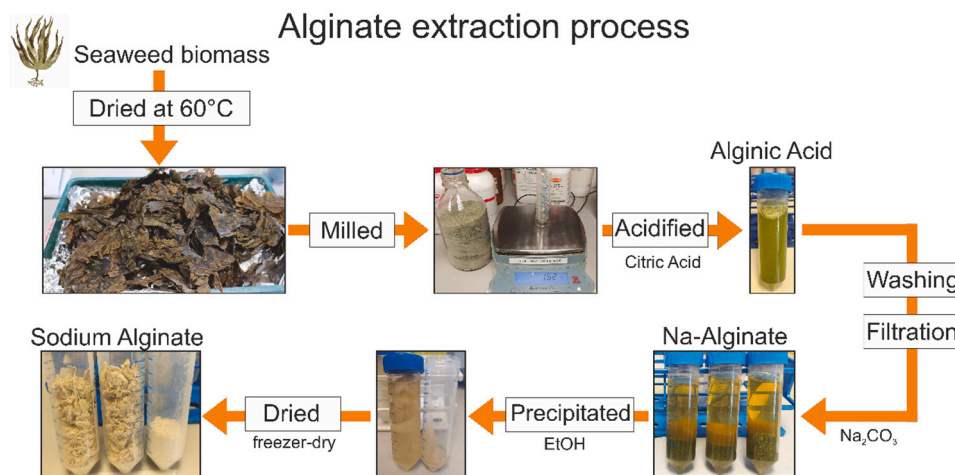 Alginate extraction process
Seaweed biomass
Dried at 60°C
Milled
Acidified
Citric Acid
Alginic Acid
Washing
Filtration
Na₂CO₃
Na-Alginate
Precipitated
EtOH
Dried
freezer-dry
Sodium Alginate